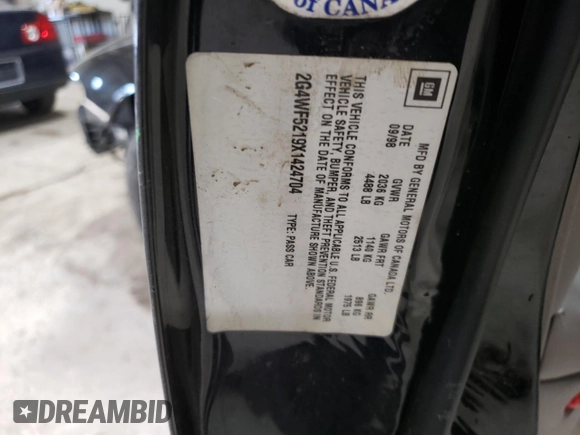 of CANA
GM
MFD BY GENERAL MOTORS OF CANADA LTD.
DATE GVWR GAWR FRT GAWR RR
09/98 2036 KG 1140 KG 896 KG
4488 LB 2513 LB 1975 LB
THIS VEHICLE CONFORMS TO ALL APPLICABLE U.S. FEDERAL MOTOR
VEHICLE SAFETY, BUMPER, AND THEFT PREVENTION STANDARDS IN
EFFECT ON THE DATE OF MANUFACTURE SHOWN ABOVE.
2G4WF5219X1424704 TYPE: PASS CAR
DREAMBID